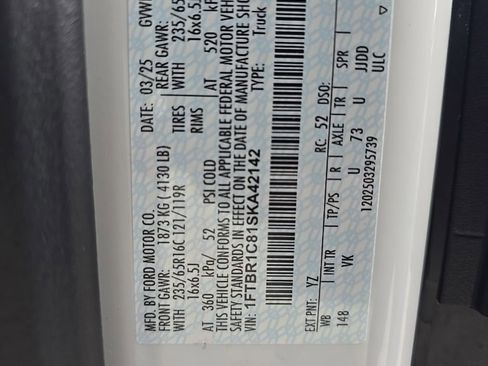 MFD. BY FORD MOTOR CO.
DATE: 03/25 GVW
FRONT GAWR: 1873 KG ( 4130 LB) REAR GAWR:
WITH 235/65R16C 121/119R TIRES WITH 235/65
16x6.5J RIMS 16x6.5
AT 360 kPa/ 52 PSI COLD AT 520
THIS VEHICLE CONFORMS TO ALL APPLICABLE FEDERAL MOTOR VEH
SAFETY STANDARDS IN EFFECT ON THE DATE OF MANUFACTURE SHO
VIN: 1FTBR1C81SKA42142 TYPE: Truck
EXT PNT: YZ RC: 52 DSO:
WB INT TR TP/PS R AXLE TR SPR
148 VK U 73 U JJDD
1202503295739 ULC